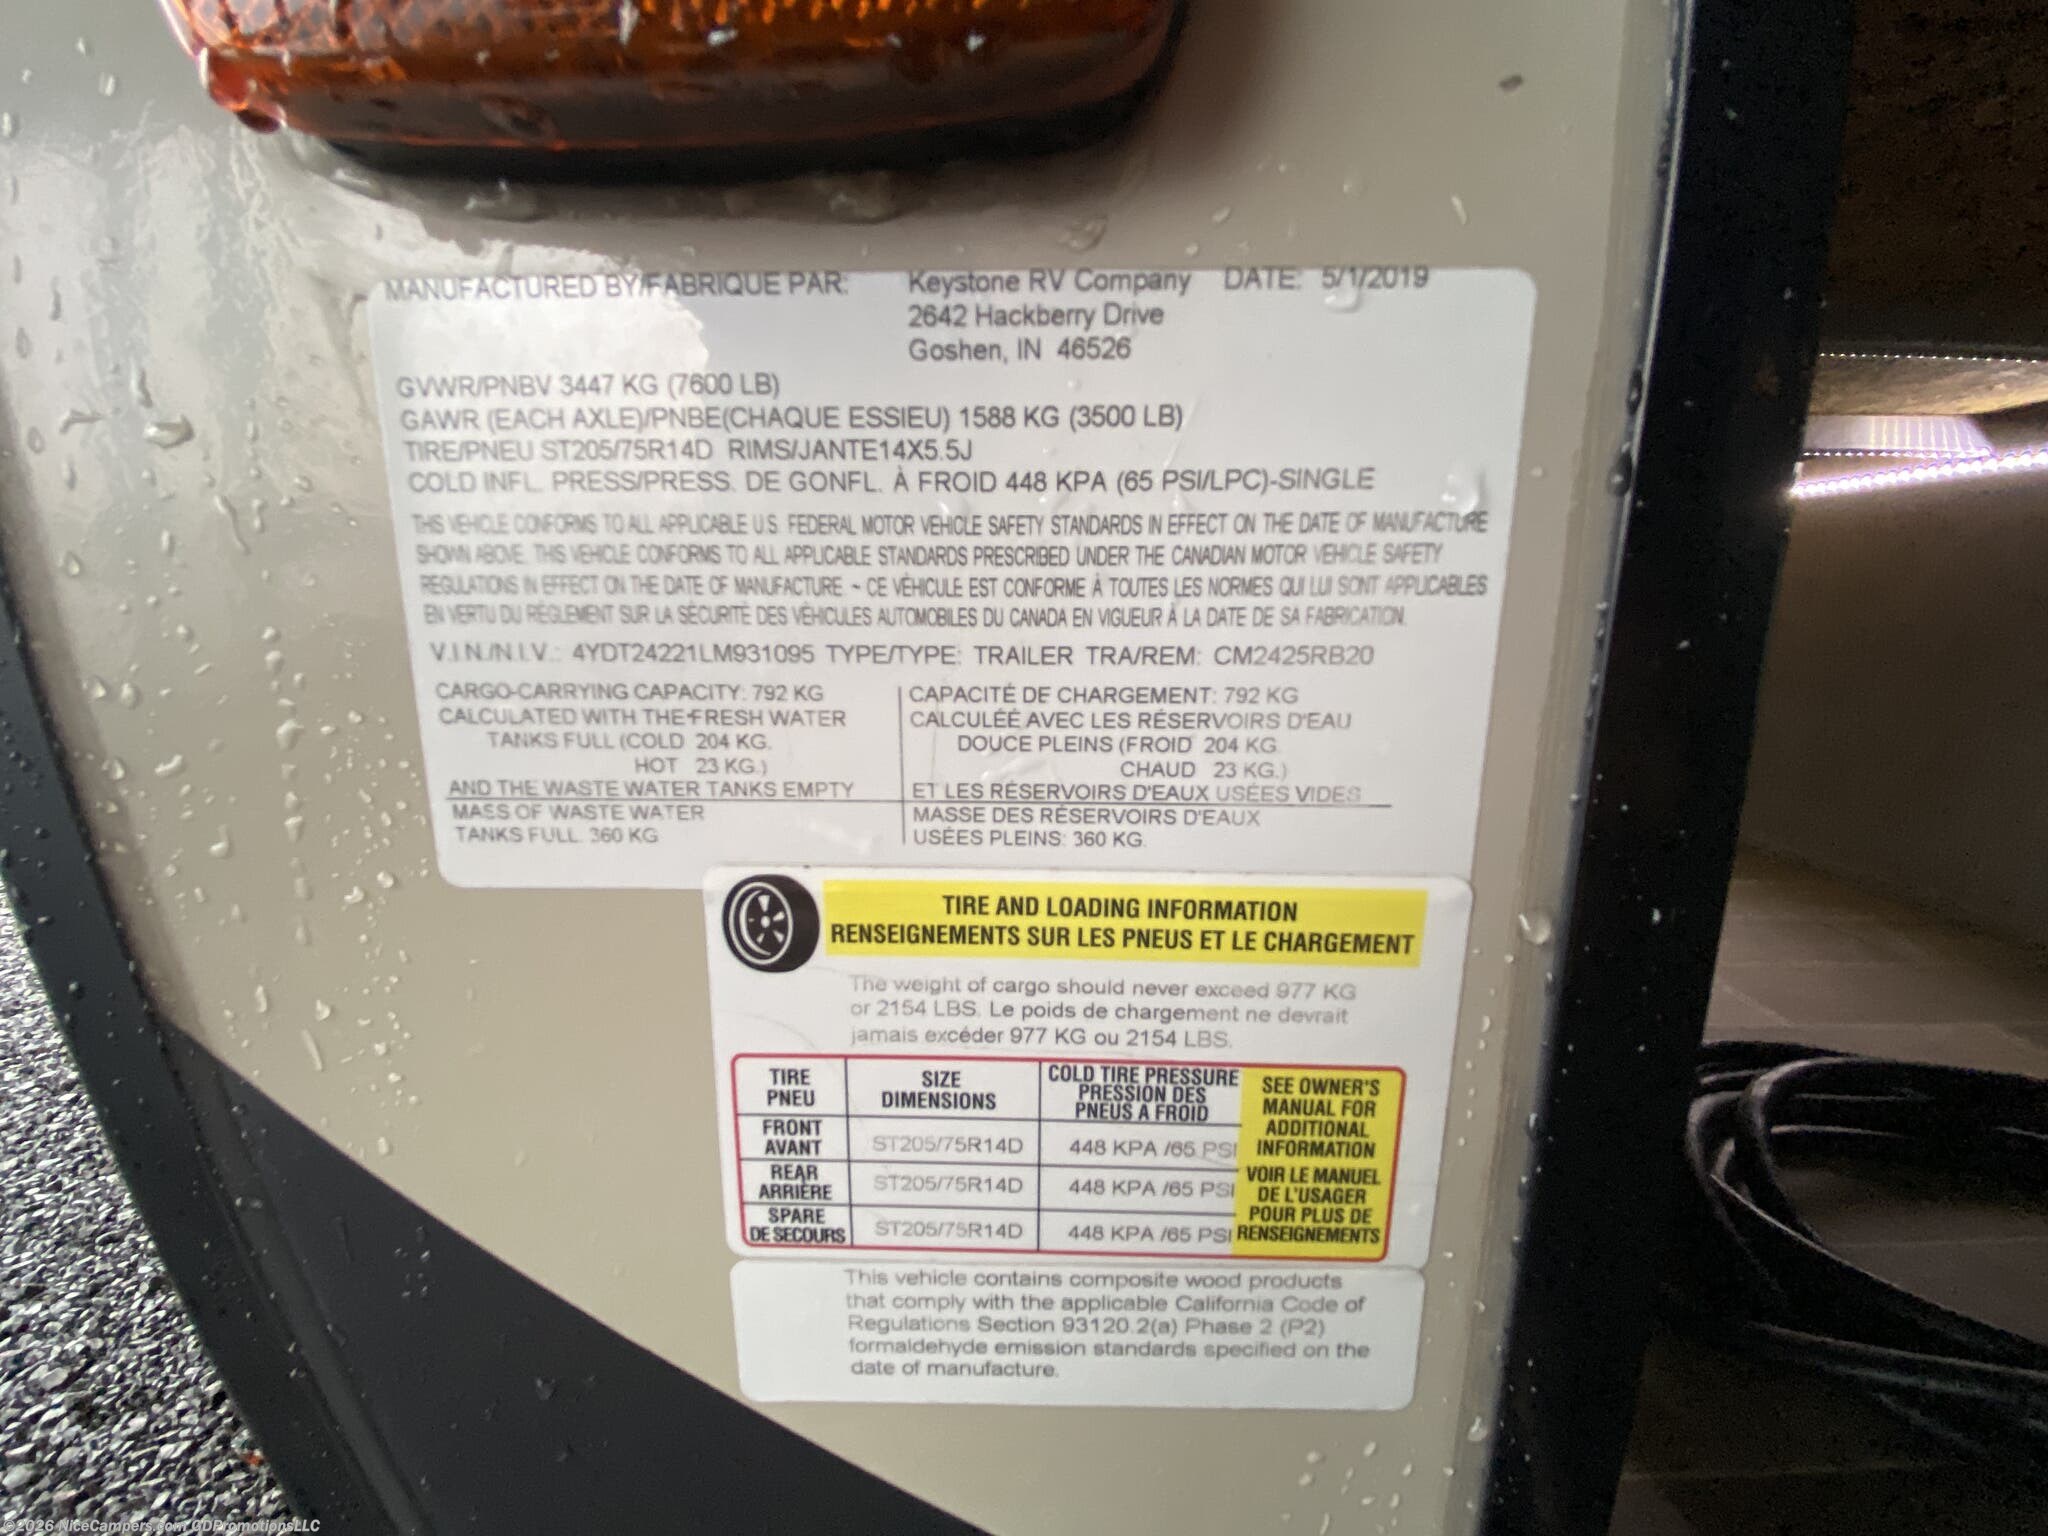 MANUFACTURED BY/FABRIQUE PAR: Keystone RV Company DATE: 5/1/2019
2642 Hackberry Drive
Goshen, IN 46526
GVWR/PNBV 3447 KG (7600 LB)
GAWR (EACH AXLE)/PNBE(CHAQUE ESSIEU) 1588 KG (3500 LB)
TIRE/PNEU ST205/75R14D RIMS/JANTE14X5.5J
COLD INFL. PRESS/PRESS. DE GONFL. À FROID 448 KPA (65 PSI/LPC)-SINGLE
THIS VEHICLE CONFORMS TO ALL APPLICABLE U.S. FEDERAL MOTOR VEHICLE SAFETY STANDARDS IN EFFECT ON THE DATE OF MANUFACTURE
SHOWN ABOVE. THIS VEHICLE CONFORMS TO ALL APPLICABLE STANDARDS PRESCRIBED UNDER THE CANADIAN MOTOR VEHICLE SAFETY
REGULATIONS IN EFFECT ON THE DATE OF MANUFACTURE ~ CE VÉHICULE EST CONFORME À TOUTES LES NORMES QUI LUI SONT APPLICABLES
EN VERTU DU RÈGLEMENT SUR LA SÉCURITÉ DES VÉHICULES AUTOMOBILES DU CANADA EN VIGUEUR À LA DATE DE SA FABRICATION.
V.I.N./N.I.V.: 4YDT24221LM931095 TYPE/TYPE: TRAILER TRA/REM: CM2425RB20
CARGO-CARRYING CAPACITY: 792 KG
CALCULATED WITH THE FRESH WATER
TANKS FULL (COLD 204 KG.
HOT 23 KG.)
AND THE WASTE WATER TANKS EMPTY
MASS OF WASTE WATER
TANKS FULL. 360 KG
CAPACITÉ DE CHARGEMENT: 792 KG
CALCULÉÉ AVEC LES RÉSERVOIRS D'EAU
DOUCE PLEINS (FROID 204 KG.
CHAUD 23 KG.)
ET LES RÉSERVOIRS D'EAUX USÉES VIDES
MASSE DES RÉSERVOIRS D'EAUX
USÉES PLEINS: 360 KG.
TIRE AND LOADING INFORMATION
RENSEIGNEMENTS SUR LES PNEUS ET LE CHARGEMENT
The weight of cargo should never exceed 977 KG
or 2154 LBS. Le poids de chargement ne devrait
jamais excéder 977 KG ou 2154 LBS.
TIRE
PNEU
SIZE
DIMENSIONS
COLD TIRE PRESSURE
PRESSION DES
PNEUS A FROID
FRONT
AVANT
ST205/75R14D
448 KPA /65 PSI
REAR
ARRIÈRE
ST205/75R14D
448 KPA /65 PSI
SPARE
DE SECOURS
ST205/75R14D
448 KPA /65 PSI
SEE OWNER'S
MANUAL FOR
ADDITIONAL
INFORMATION
VOIR LE MANUEL
DE L'USAGER
POUR PLUS DE
RENSEIGNEMENTS
This vehicle contains composite wood products
that comply with the applicable California Code of
Regulations Section 93120.2(a) Phase 2 (P2)
formaldehyde emission standards specified on the
date of manufacture.
©2026 NiceCampers.com GDPromotionsLLC